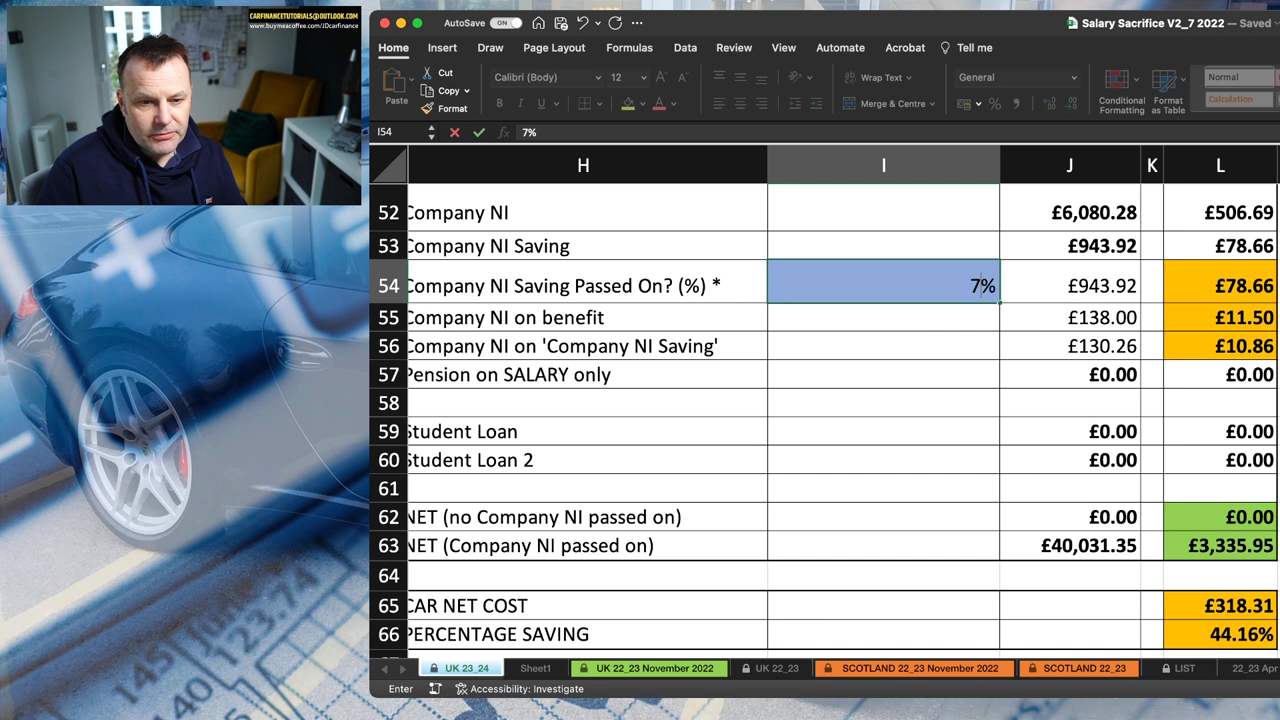 CARFINANCETUTORIALS@OUTLOOK.COM
www.buymeacoffee.com/JDcarfinance
AutoSave ON
Salary Sacrifice V2_7 2022 — Saved
Home Insert Draw Page Layout Formulas Data Review View Automate Acrobat Tell me
Paste
Cut
Copy
Format
Calibri (Body) 12
B I U
Wrap Text
Merge & Centre
General
Conditional Formatting
Format as Table
Normal
Calculation
I54 fx 7%
H I J K L
52 Company NI £6,080.28 £506.69
53 Company NI Saving £943.92 £78.66
54 Company NI Saving Passed On? (%) * 7% £943.92 £78.66
55 Company NI on benefit £138.00 £11.50
56 Company NI on 'Company NI Saving' £130.26 £10.86
57 Pension on SALARY only £0.00 £0.00
58
59 Student Loan £0.00 £0.00
60 Student Loan 2 £0.00 £0.00
61
62 NET (no Company NI passed on) £0.00 £0.00
63 NET (Company NI passed on) £40,031.35 £3,335.95
64
65 CAR NET COST £318.31
66 PERCENTAGE SAVING 44.16%
UK 23_24 Sheet1 UK 22_23 November 2022 UK 22_23 SCOTLAND 22_23 November 2022 SCOTLAND 22_23 LIST 22_23 Apr
Enter Accessibility: Investigate